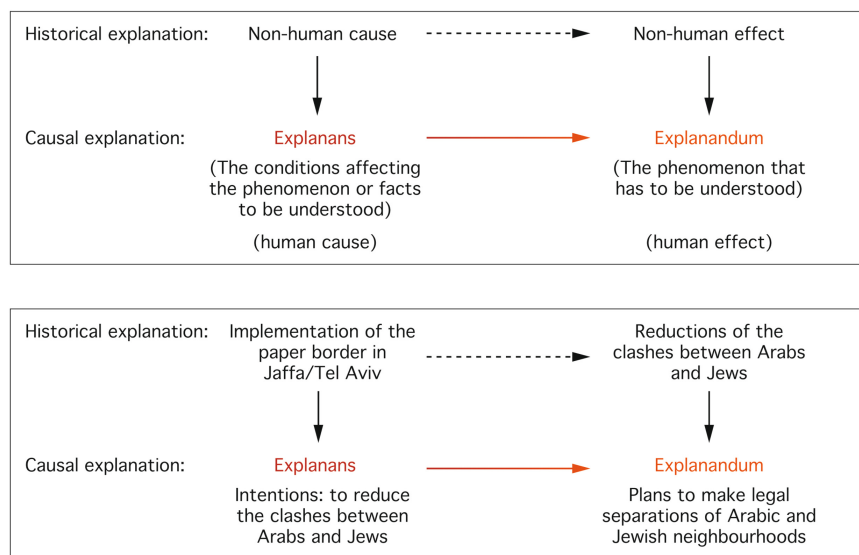 Historical explanation: Non-human cause Non-human effect
Causal explanation: Explanans Explanandum
(The conditions affecting
the phenomenon or facts
to be understood)
(The phenomenon that
has to be understood)
(human cause) (human effect)
Historical explanation:
Implementation of the
paper border in
Jaffa/Tel Aviv
Reductions of the
clashes between Arabs
and Jews
Causal explanation: Explanans Explanandum
Intentions: to reduce
the clashes between
Arabs and Jews
Plans to make legal
separations of Arabic and
Jewish neighbourhoods